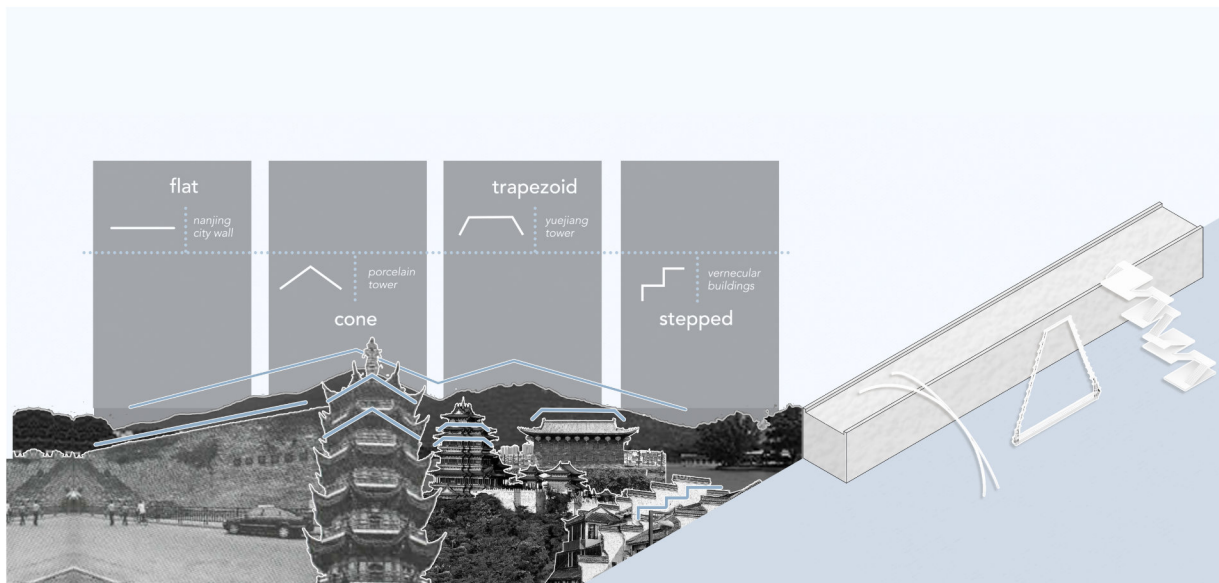 flat
nanjing
city wall
porcelain
tower
cone
trapezoid
yuejiang
tower
vernecular
buildings
stepped